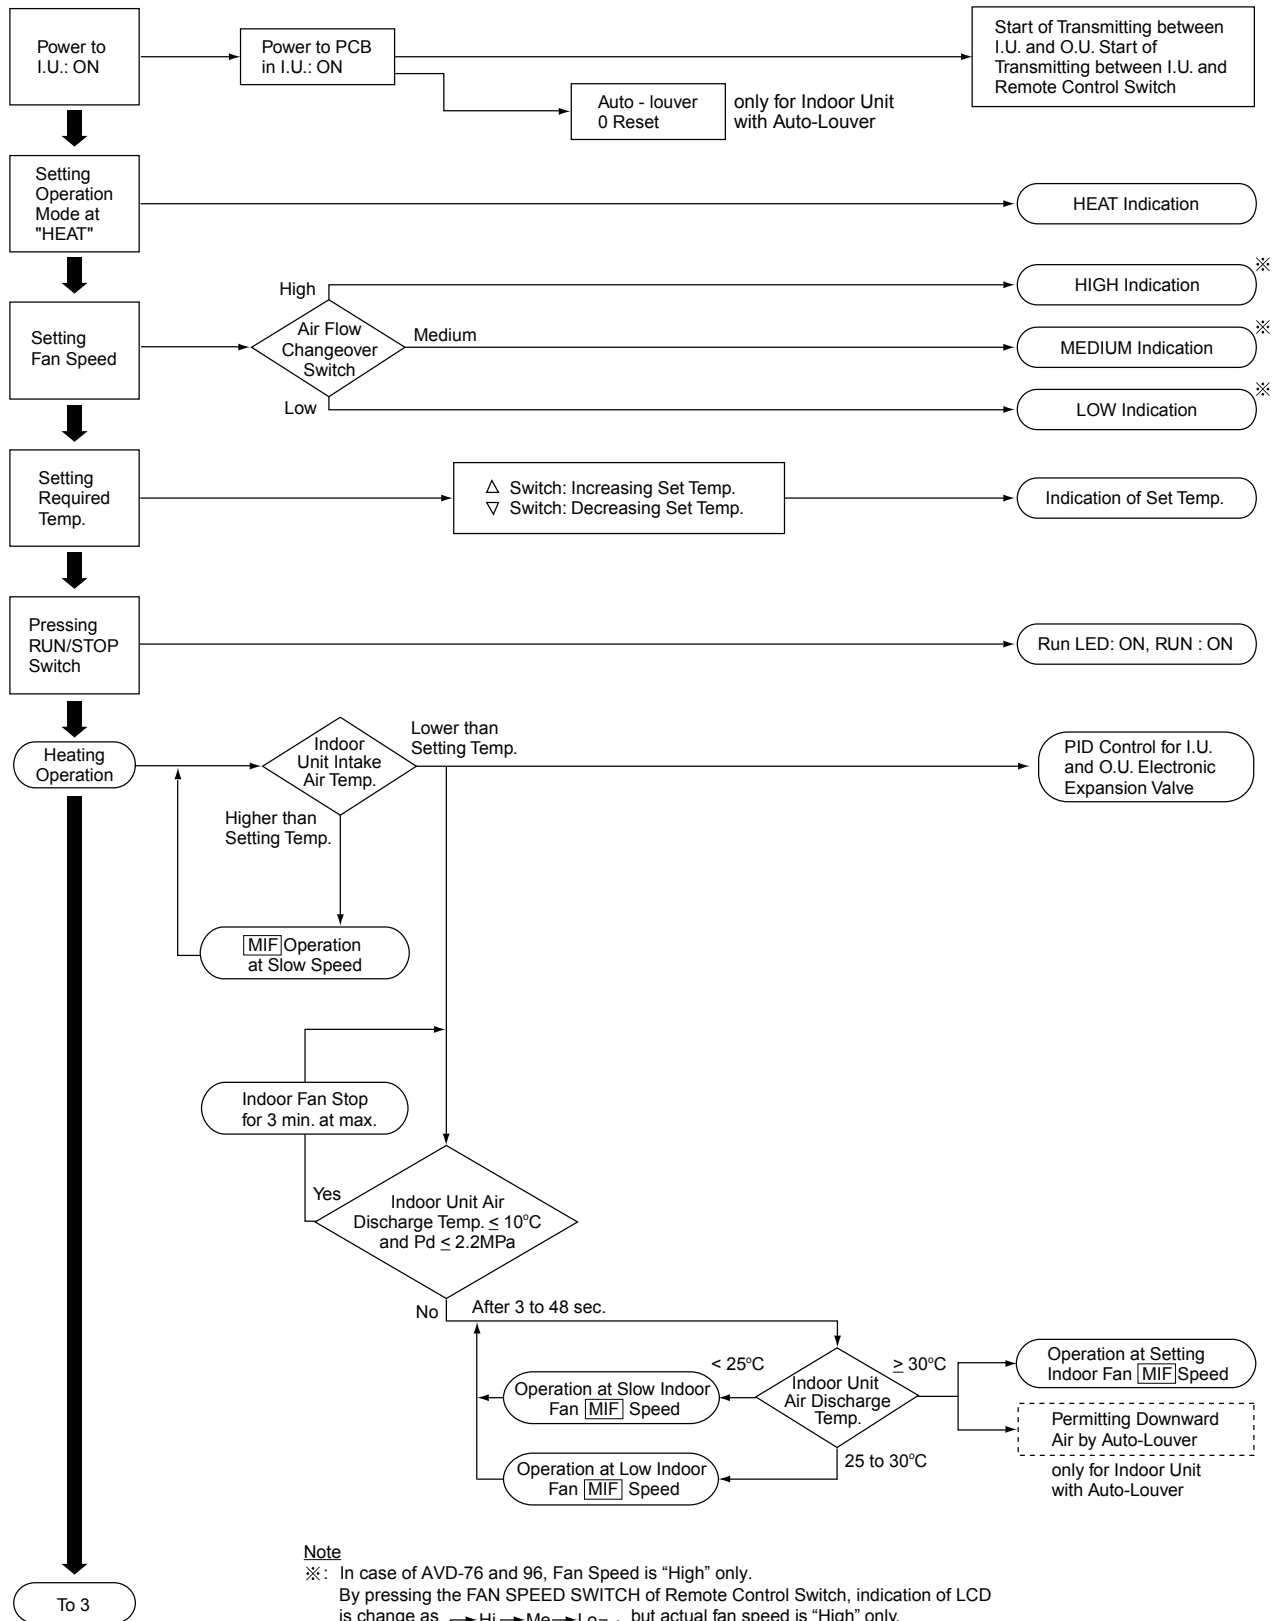 Power to
I.U.: ON
Power to PCB
in I.U.: ON
Start of Transmitting between
I.U. and O.U. Start of
Transmitting between I.U. and
Remote Control Switch
Auto - louver
0 Reset
only for Indoor Unit
with Auto-Louver
Setting
Operation
Mode at
"HEAT"
HEAT Indication
Setting
Fan Speed
Air Flow
Changeover
Switch
High
Medium
Low
HIGH Indication
※
MEDIUM Indication
※
LOW Indication
※
Setting
Required
Temp.
△ Switch: Increasing Set Temp.
▽ Switch: Decreasing Set Temp.
Indication of Set Temp.
Pressing
RUN/STOP
Switch
Run LED: ON, RUN : ON
Heating
Operation
Indoor
Unit Intake
Air Temp.
Lower than
Setting Temp.
PID Control for I.U.
and O.U. Electronic
Expansion Valve
Higher than
Setting Temp.
MIF Operation
at Slow Speed
Indoor Fan Stop
for 3 min. at max.
Yes
Indoor Unit Air
Discharge Temp. ≤ 10°C
and Pd ≤ 2.2MPa
No
After 3 to 48 sec.
Indoor Unit
Air Discharge
Temp.
< 25°C
≥ 30°C
25 to 30°C
Operation at Slow Indoor
Fan MIF Speed
Operation at Low Indoor
Fan MIF Speed
Operation at Setting
Indoor Fan MIF Speed
Permitting Downward
Air by Auto-Louver
only for Indoor Unit
with Auto-Louver
To 3
Note
※: In case of AVD-76 and 96, Fan Speed is “High” only.
By pressing the FAN SPEED SWITCH of Remote Control Switch, indication of LCD
is change as →Hi→Me→Lo , but actual fan speed is “High” only.